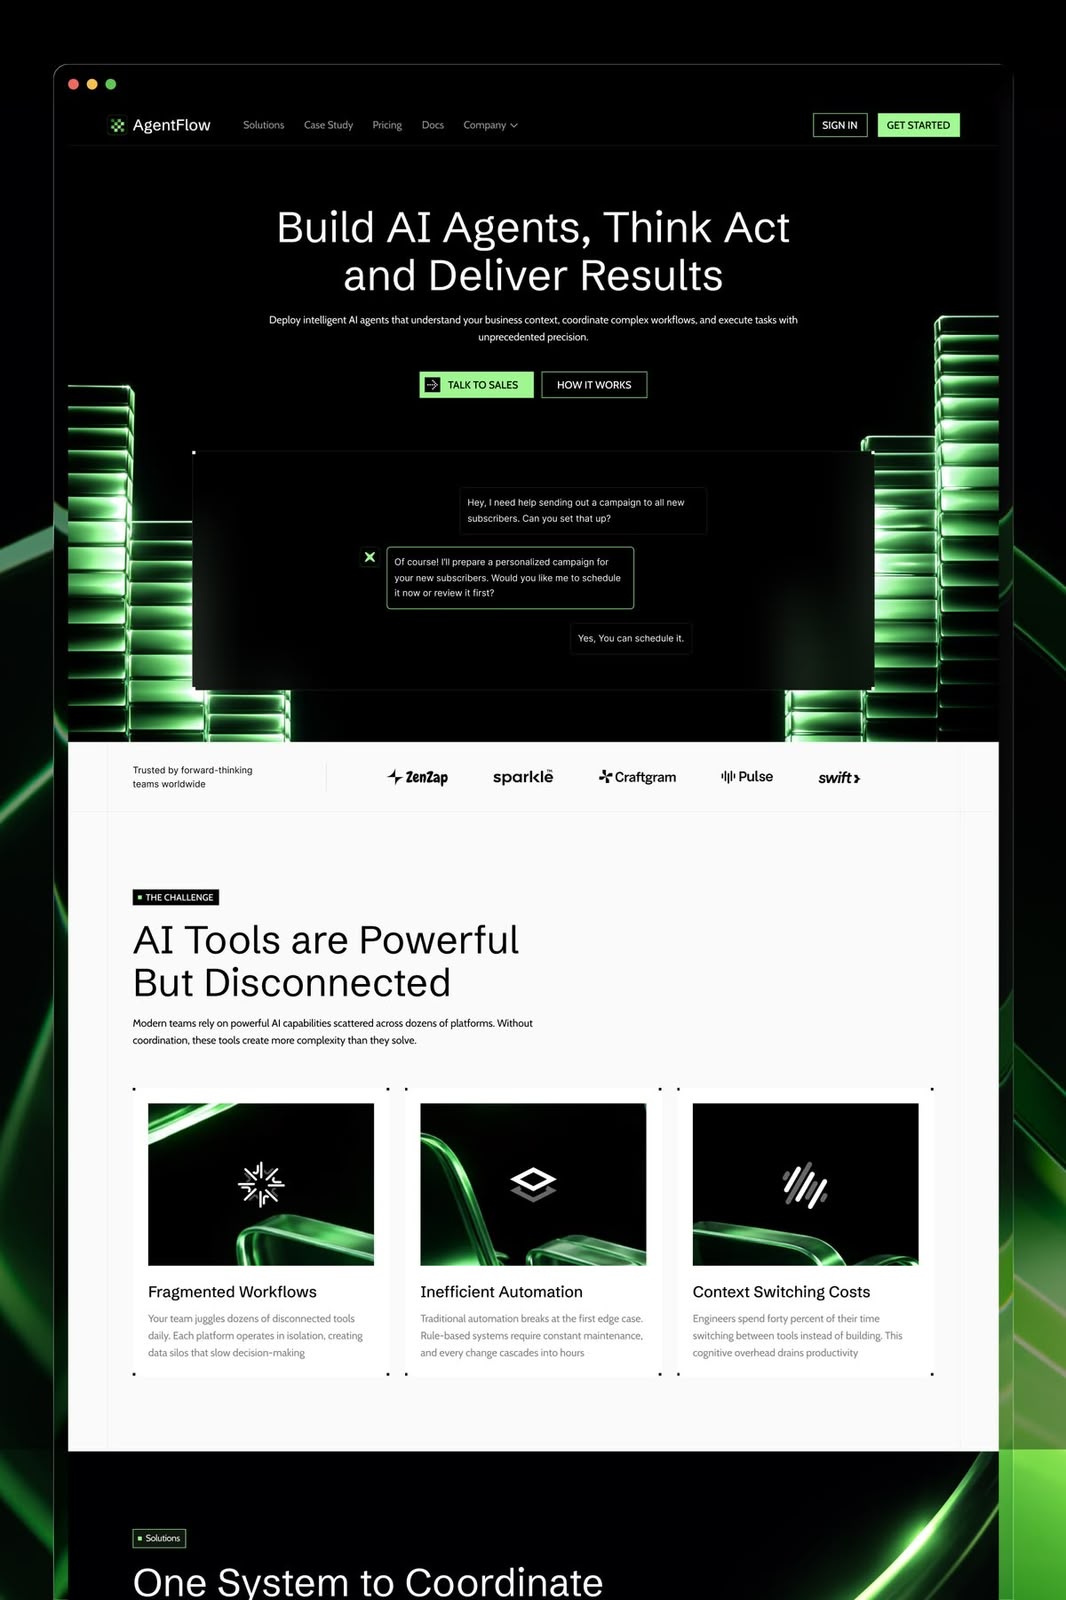 AgentFlow
Solutions
Case Study
Pricing
Docs
Company
SIGN IN
GET STARTED
Build AI Agents, Think Act
and Deliver Results
Deploy intelligent AI agents that understand your business context, coordinate complex workflows, and execute tasks with
unprecedented precision.
TALK TO SALES
HOW IT WORKS
Hey, I need help sending out a campaign to all new
subscribers. Can you set that up?
Of course! I'll prepare a personalized campaign for
your new subscribers. Would you like me to schedule
it now or review it first?
Yes, You can schedule it.
Trusted by forward-thinking
teams worldwide
ZenZap
sparkle™
Craftgram
Pulse
swift
THE CHALLENGE
AI Tools are Powerful
But Disconnected
Modern teams rely on powerful AI capabilities scattered across dozens of platforms. Without
coordination, these tools create more complexity than they solve.
Fragmented Workflows
Your team juggles dozens of disconnected tools
daily. Each platform operates in isolation, creating
data silos that slow decision-making
Inefficient Automation
Traditional automation breaks at the first edge case.
Rule-based systems require constant maintenance,
and every change cascades into hours
Context Switching Costs
Engineers spend forty percent of their time
switching between tools instead of building. This
cognitive overhead drains productivity
Solutions
One System to Coordinate